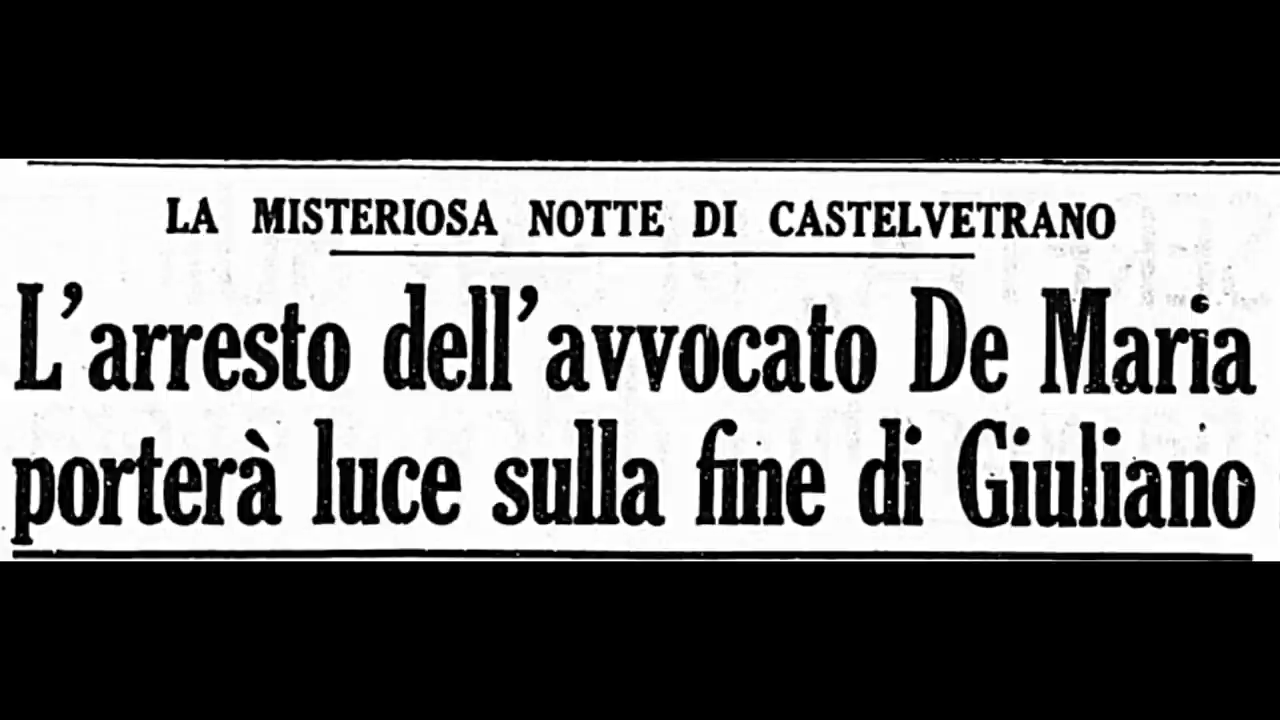 LA MISTERIOSA NOTTE DI CASTELVETRANO
L'arresto dell'avvocato De Maria
porterà luce sulla fine di Giuliano